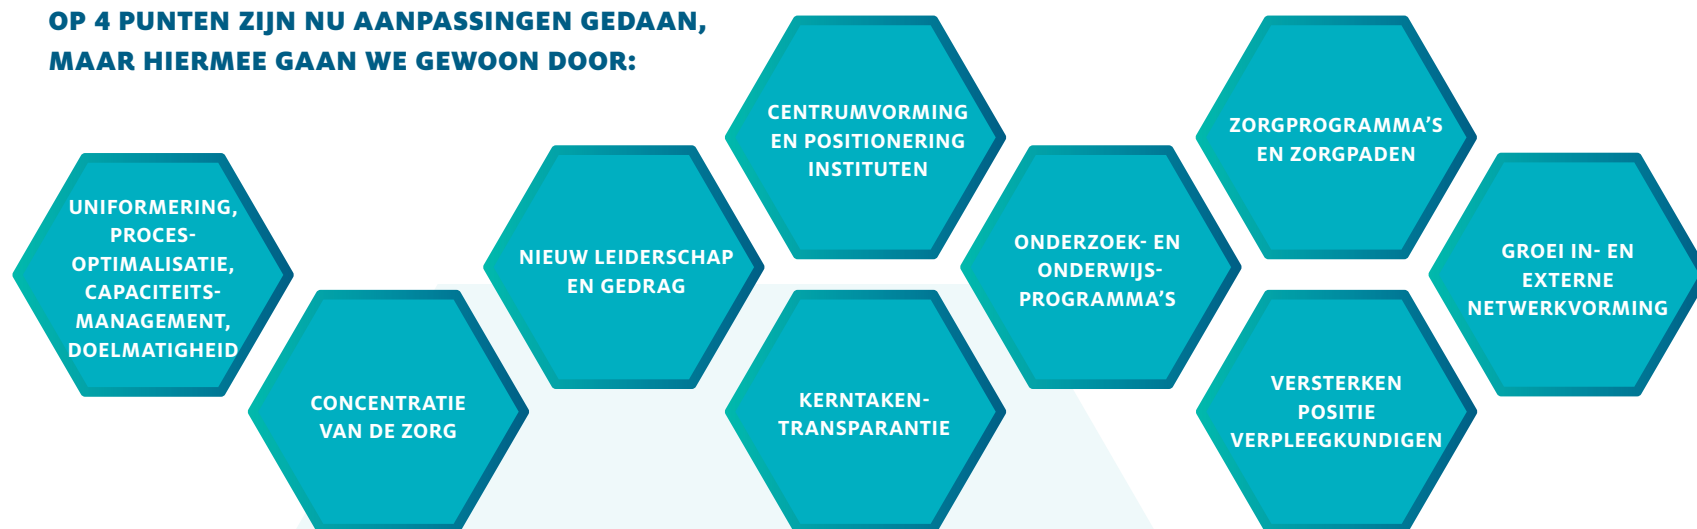 OP 4 PUNTEN ZIJN NU AANPASSINGEN GEDAAN,
MAAR HIERMEE GAAN WE GEWOON DOOR:
UNIFORMERING,
PROCES-
OPTIMALISATIE,
CAPACITEITS-
MANAGEMENT,
DOELMATIGHEID
CONCENTRATIE
VAN DE ZORG
NIEUW LEIDERSCHAP
EN GEDRAG
CENTRUMVORMING
EN POSITIONERING
INSTITUTEN
KERNTAKEN-
TRANSPARANTIE
ONDERZOEK- EN
ONDERWIJS-
PROGRAMMA'S
ZORGPROGRAMMA'S
EN ZORGPADEN
VERSTERKEN
POSITIE
VERPLEEGKUNDIGEN
GROEI IN- EN
EXTERNE
NETWERKVORMING